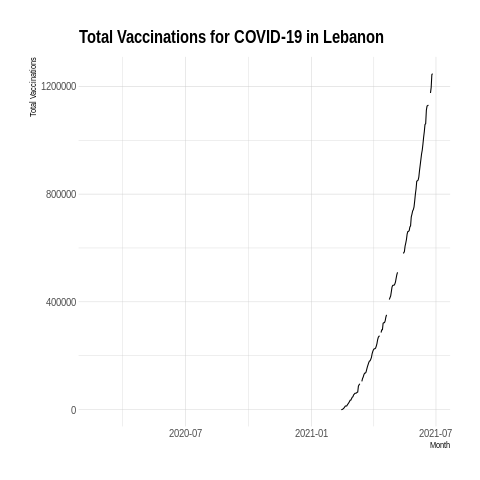 Total Vaccinations for COVID-19 in Lebanon
Total Vaccinations
1200000
800000
400000
0
2020-07
2021-01
2021-07
Month